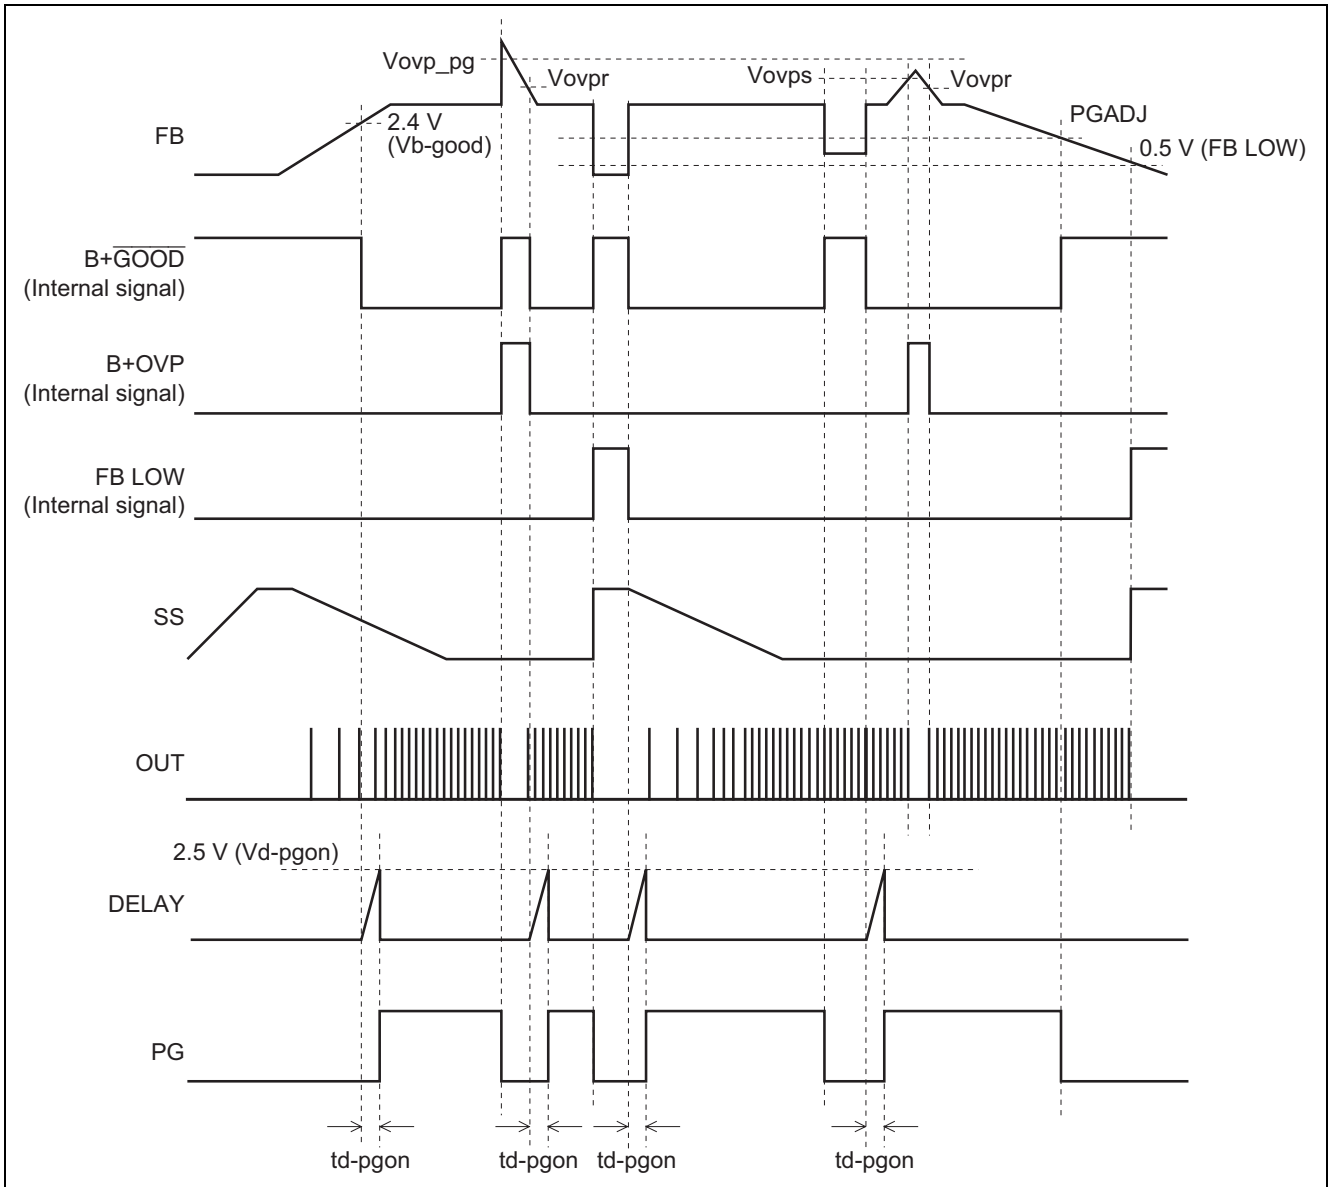 Vovp_pg
Vovpr
Vovps
Vovpr
FB
2.4 V
(Vb-good)
PGADJ
0.5 V (FB LOW)
B+G̅O̅O̅D̅
(Internal signal)
B+OVP
(Internal signal)
FB LOW
(Internal signal)
SS
OUT
2.5 V (Vd-pgon)
DELAY
PG
td-pgon
td-pgon
td-pgon
td-pgon